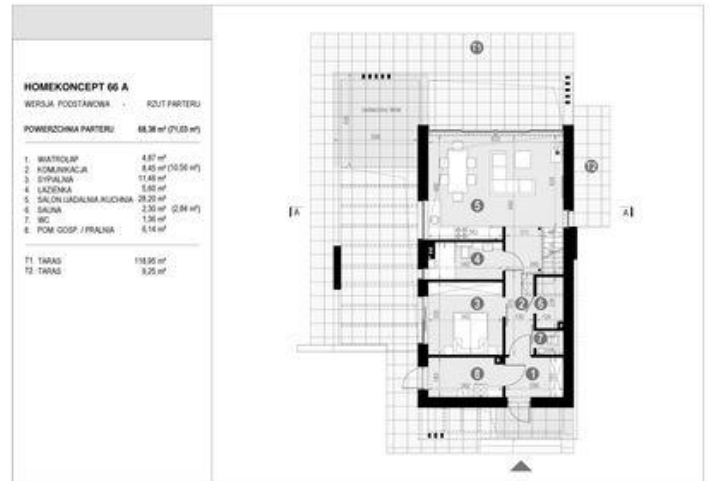 HOMEKONCEPT 66 A
WERSJA PODSTAWOWA - RZUT PARTERU
POWIERZCHNIA PARTERU 68,38 m² (71,03 m²)
1. WIATROŁAP 4,87 m²
2. KOMUNIKACJA 8,45 m² (10,56 m²)
3. SYPIALNIA 11,46 m²
4. ŁAZIENKA 5,60 m²
5. SALON/JADALNIA/KUCHNIA 28,20 m²
6. SAUNA 2,30 m² (2,84 m²)
7. WC 1,36 m²
8. POM. GOSP. / PRALNIA 6,14 m²
T1. TARAS 118,95 m²
T2. TARAS 9,25 m²
T1
T2
A A
5
4
3 2 6
7
8 1